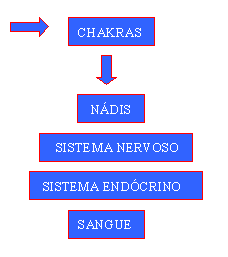 CHAKRAS
NÁDIS
SISTEMA NERVOSO
SISTEMA ENDÓCRINO
SANGUE